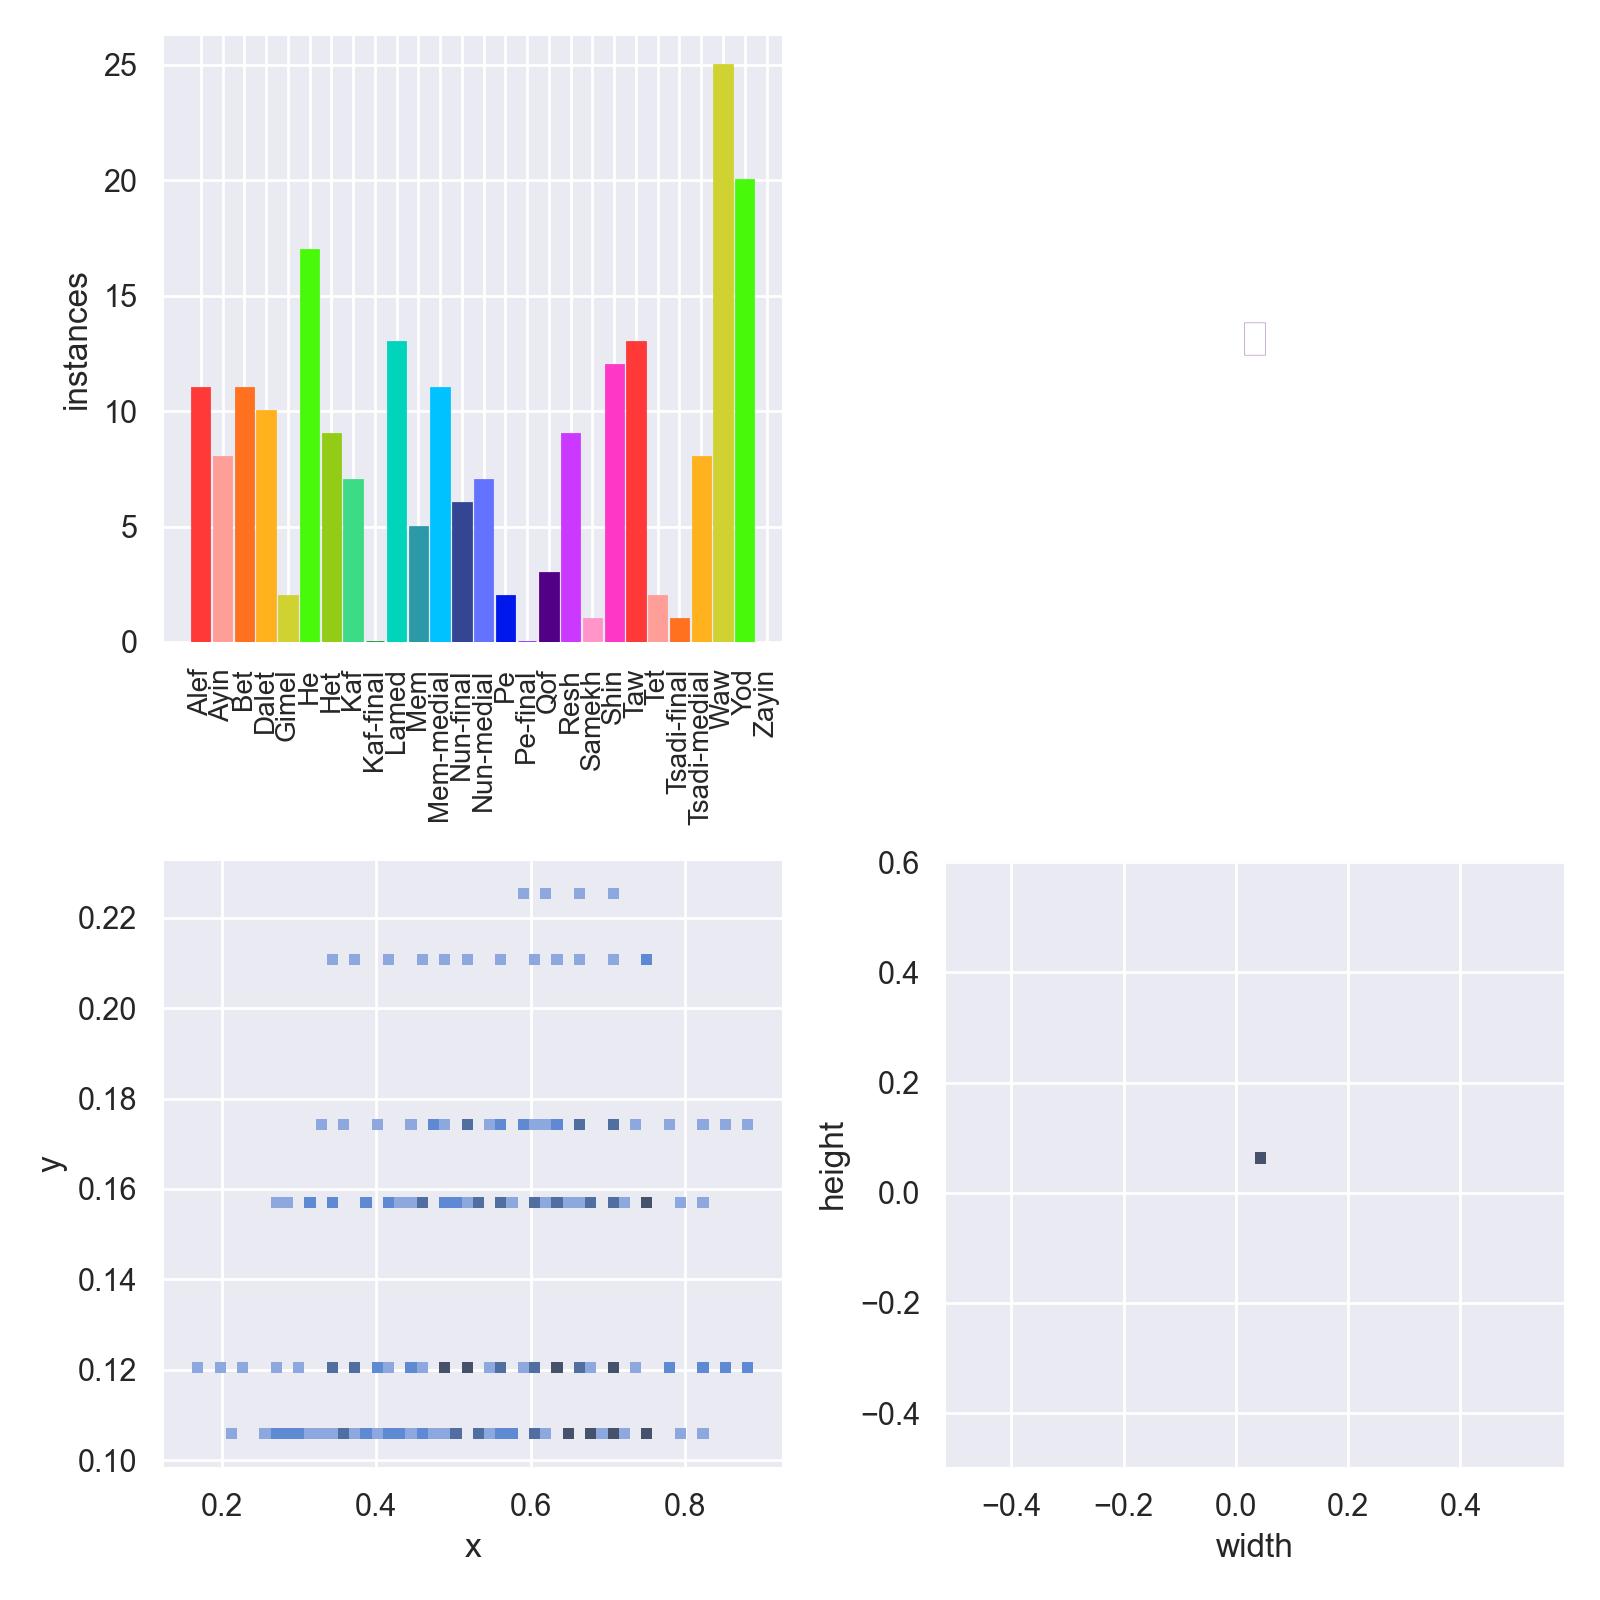 25
20
15
10
5
0
instances
Alef
Ayin
Bet
Dalet
Gimel
He
Het
Kaf
Kaf-final
Lamed
Mem
Mem-medial
Nun-final
Nun-medial
Pe
Pe-final
Qof
Resh
Samekh
Shin
Taw
Tet
Tsadi-final
Tsadi-medial
Waw
Yod
Zayin
0.22
0.20
0.18
0.16
0.14
0.12
0.10
y
0.2 0.4 0.6 0.8
x
0.6
0.4
0.2
0.0
−0.2
−0.4
height
−0.4 −0.2 0.0 0.2 0.4
width